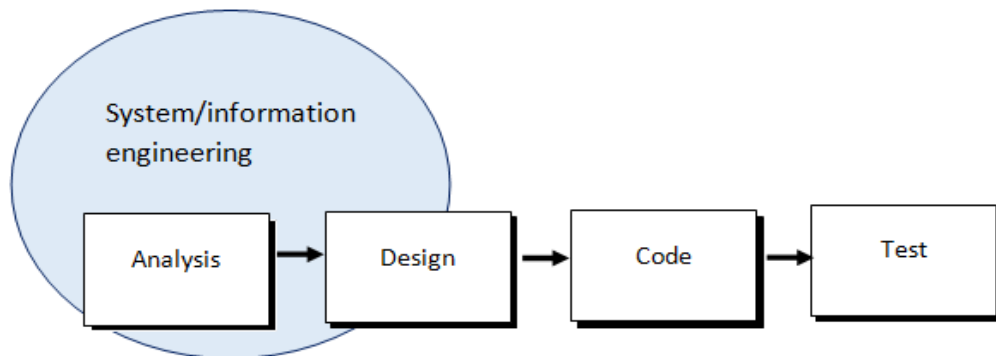 System/information
engineering
Analysis
Design
Code
Test